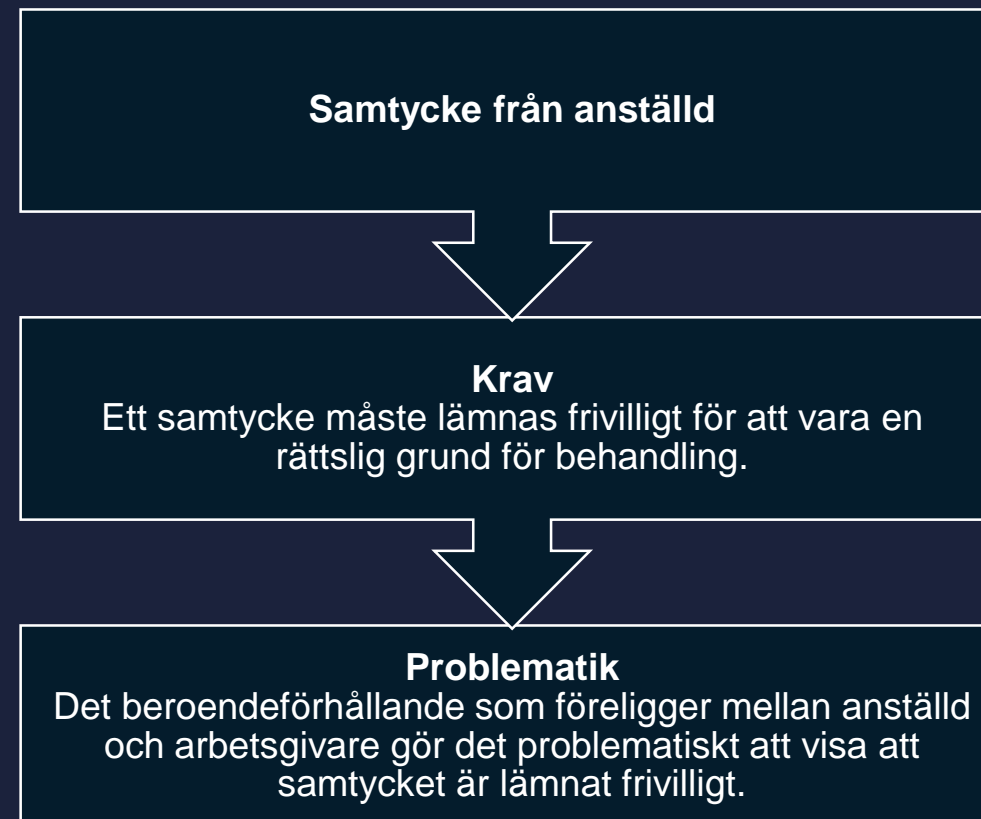 Samtycke från anställd
Krav
Ett samtycke måste lämnas frivilligt för att vara en
rättslig grund för behandling.
Problematik
Det beroendeförhållande som föreligger mellan anställd
och arbetsgivare gör det problematiskt att visa att
samtycket är lämnat frivilligt.